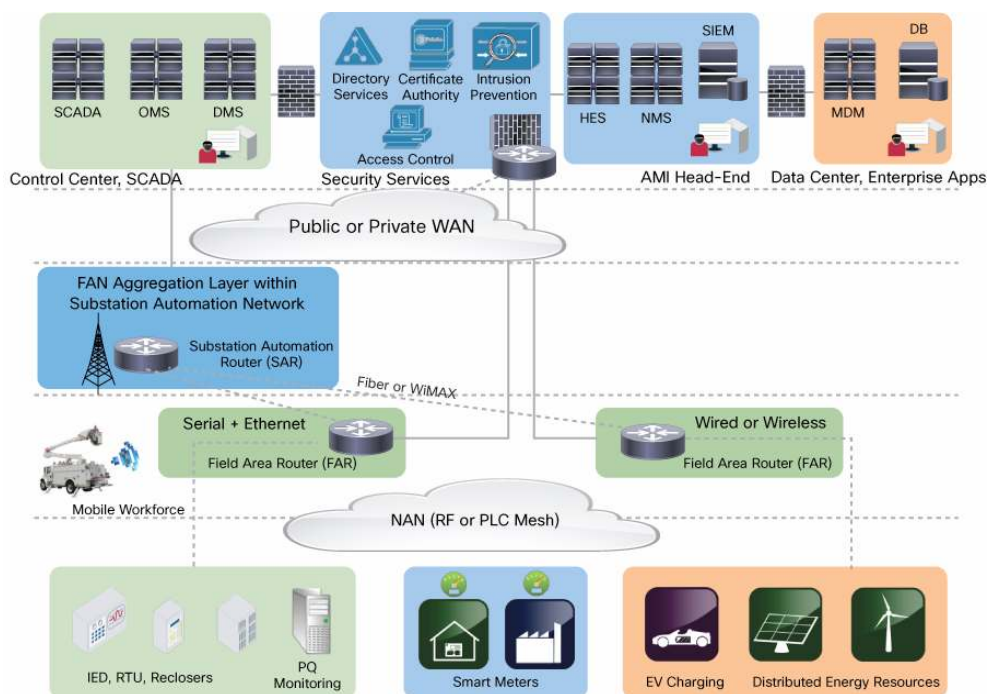 SIEM
DB
Directory
Services
Certificate
Authority
Intrusion
Prevention
SCADA
OMS
DMS
HES
NMS
MDM
Access Control
Control Center, SCADA
Security Services
AMI Head-End
Data Center, Enterprise Apps
Public or Private WAN
FAN Aggregation Layer within
Substation Automation Network
Substation Automation
Router (SAR)
Fiber or WiMAX
Serial + Ethernet
Wired or Wireless
Field Area Router (FAR)
Field Area Router (FAR)
Mobile Workforce
NAN (RF or PLC Mesh)
IED, RTU, Reclosers
PQ
Monitoring
Smart Meters
EV Charging
Distributed Energy Resources